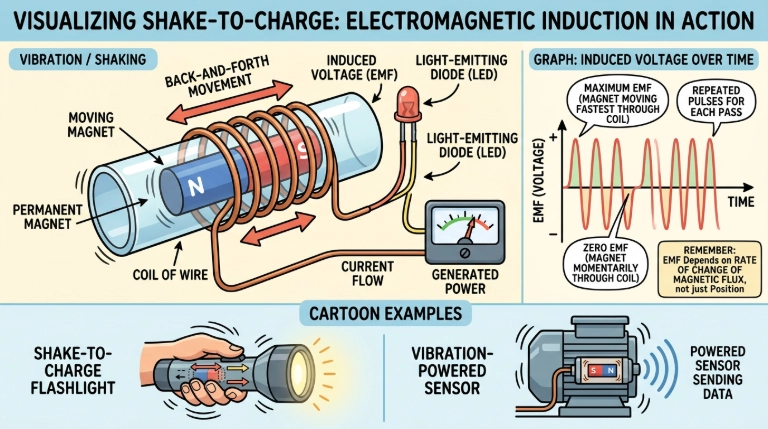 VISUALIZING SHAKE-TO-CHARGE: ELECTROMAGNETIC INDUCTION IN ACTION
VIBRATION / SHAKING
BACK-AND-FORTH
MOVEMENT
INDUCED
VOLTAGE (EMF)
LIGHT-EMITTING
DIODE (LED)
MOVING
MAGNET
LIGHT-EMITTING
DIODE (LED)
N
S
PERMANENT
MAGNET
COIL OF WIRE
CURRENT
FLOW
GENERATED
POWER
GRAPH: INDUCED VOLTAGE OVER TIME
MAXIMUM EMF
(MAGNET MOVING
FASTEST THROUGH
COIL)
REPEATED
PULSES FOR
EACH PASS
+
EMF (VOLTAGE)
TIME
−
ZERO EMF
(MAGNET
MOMENTARILY
THROUGH COIL)
REMEMBER:
EMF Depends on RATE
OF CHANGE OF
MAGNETIC FLUX,
not just Position
CARTOON EXAMPLES
SHAKE-TO-
CHARGE
FLASHLIGHT
VIBRATION-
POWERED
SENSOR
S N
POWERED
SENSOR
SENDING
DATA